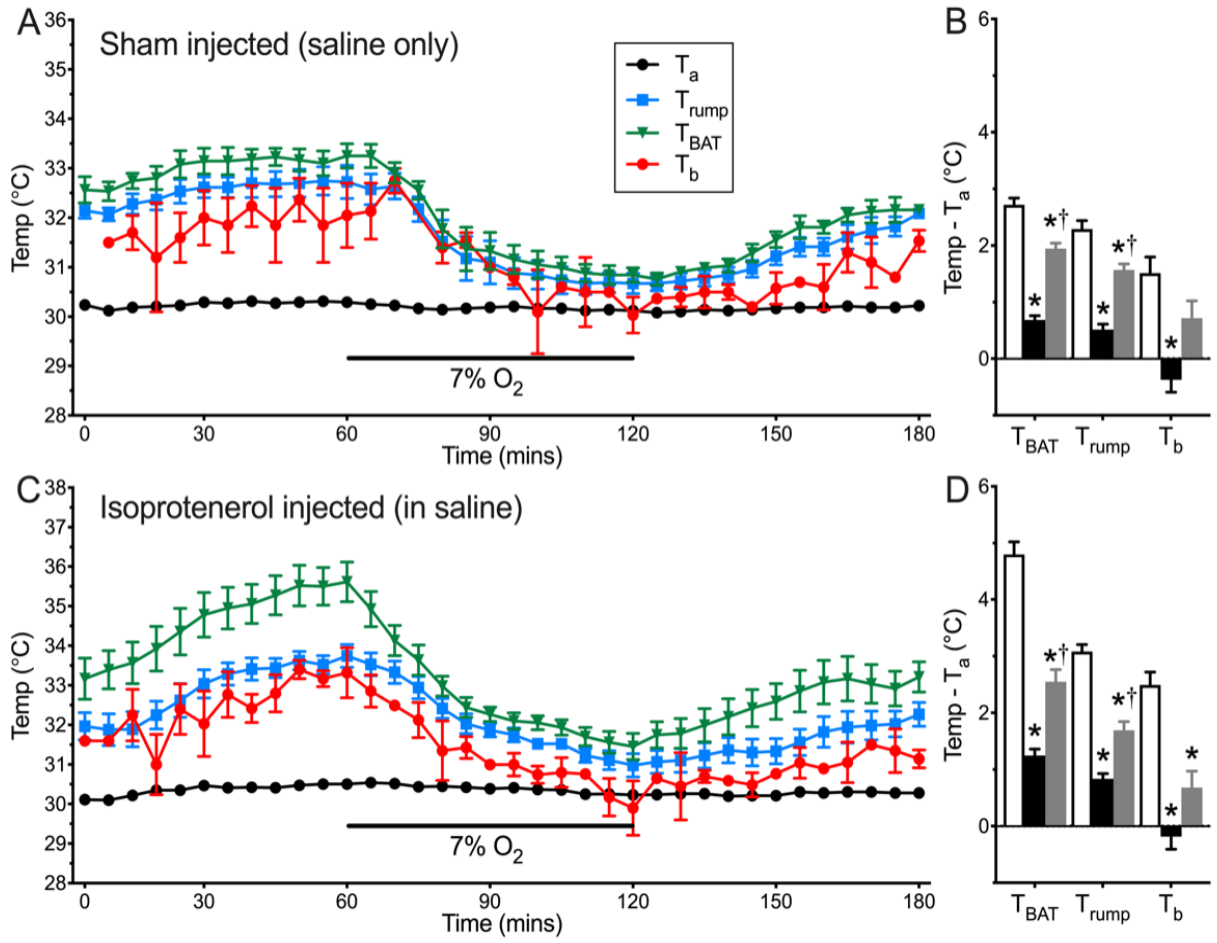 A
Sham injected (saline only)
Temp (°C)
36
35
34
33
32
31
30
29
28
Ta
Trump
TBAT
Tb
7% O2
0
30
60
90
120
150
180
Time (mins)
B
Temp - Ta (°C)
6
4
2
0
*
*†
*
*†
*
TBAT
Trump
Tb
C
Isoprotenerol injected (in saline)
Temp (°C)
38
37
36
35
34
33
32
31
30
29
28
7% O2
0
30
60
90
120
150
180
Time (mins)
D
Temp - Ta (°C)
6
4
2
0
*
*†
*
*†
*
*
TBAT
Trump
Tb